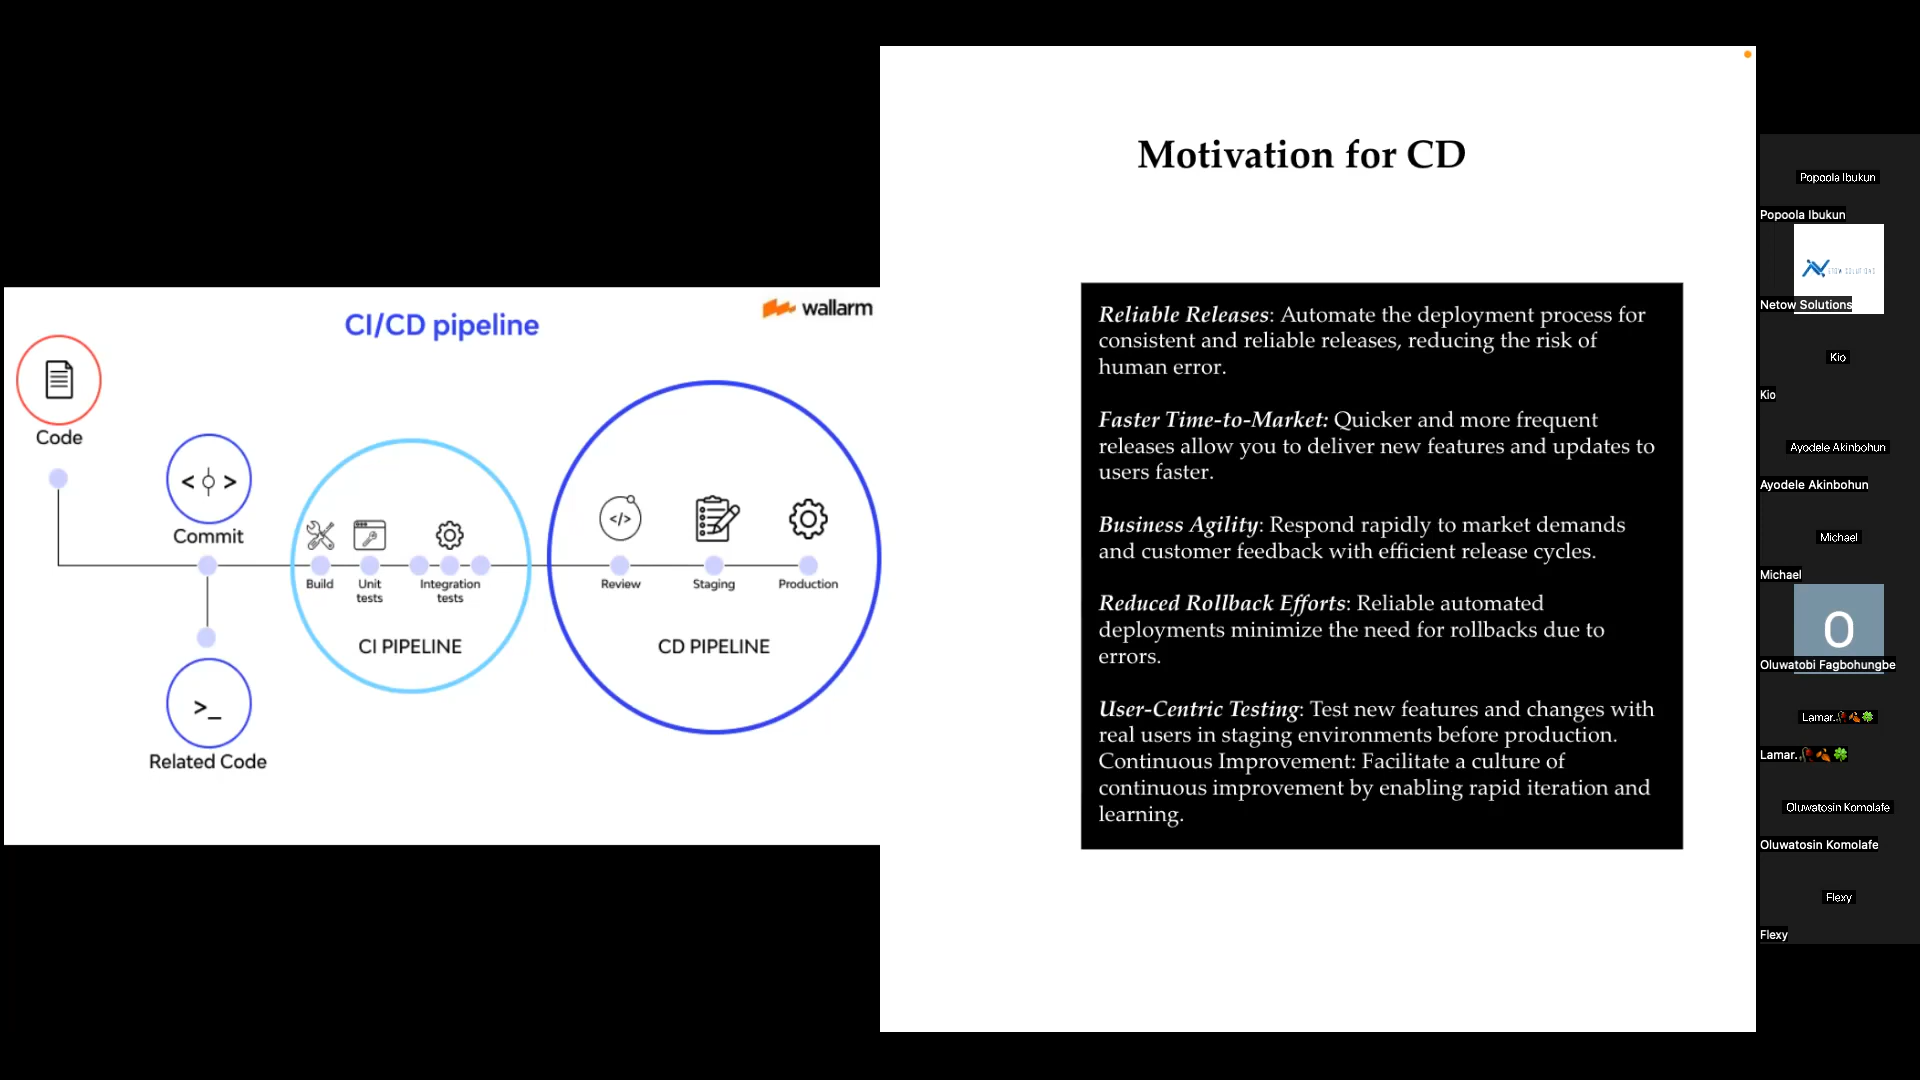 CI/CD pipeline
wallarm
Code
Commit
Build
Unit
tests
Integration
tests
CI PIPELINE
Review
Staging
Production
CD PIPELINE
>_
Related Code
Motivation for CD
Reliable Releases: Automate the deployment process for
consistent and reliable releases, reducing the risk of
human error.
Faster Time-to-Market: Quicker and more frequent
releases allow you to deliver new features and updates to
users faster.
Business Agility: Respond rapidly to market demands
and customer feedback with efficient release cycles.
Reduced Rollback Efforts: Reliable automated
deployments minimize the need for rollbacks due to
errors.
User-Centric Testing: Test new features and changes with
real users in staging environments before production.
Continuous Improvement: Facilitate a culture of
continuous improvement by enabling rapid iteration and
learning.
Popoola Ibukun
Popoola Ibukun
Netow Solutions
Kio
Kio
Ayodele Akinbohun
Ayodele Akinbohun
Michael
Michael
O
Oluwatobi Fagbohungbe
Lamar..🥀🍂🍀
Lamar..🥀🍂🍀
Oluwatosin Komolafe
Oluwatosin Komolafe
Flexy
Flexy